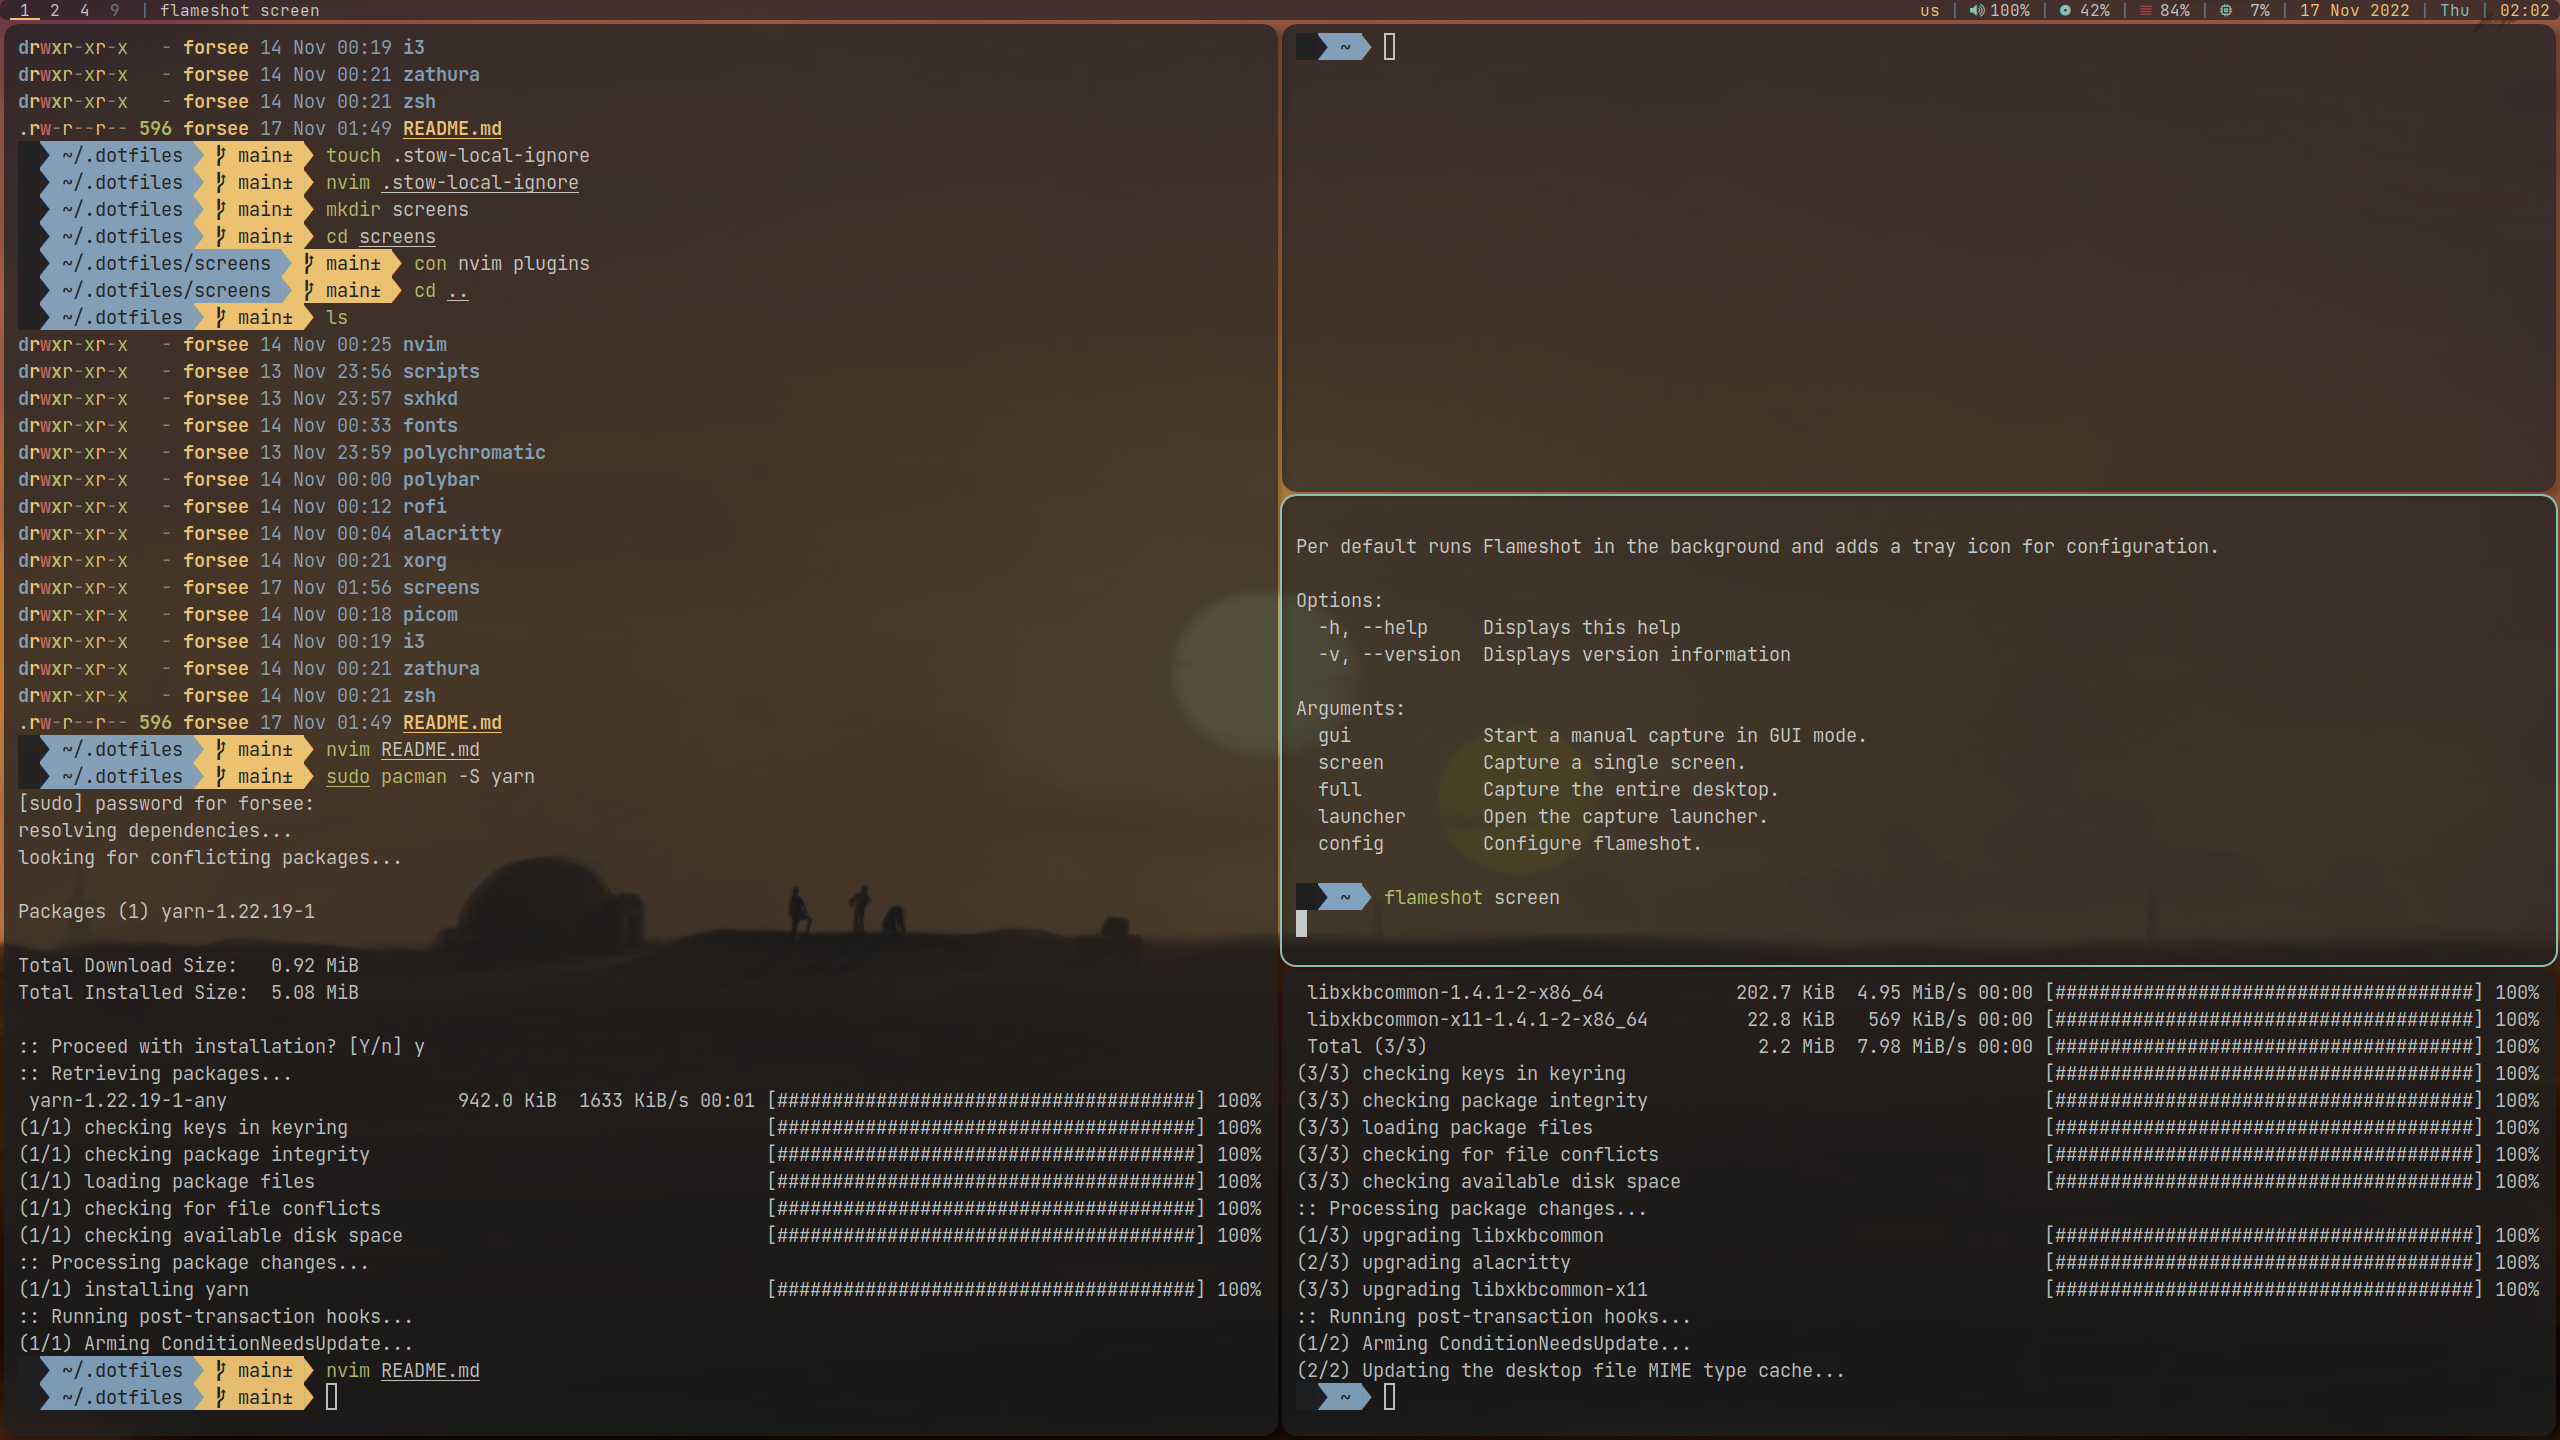 1 2 4 9 | flameshot screen
us | 100% | 42% | 84% | 7% | 17 Nov 2022 | Thu | 02:02
drwxr-xr-x - forsee 14 Nov 00:19 i3
drwxr-xr-x - forsee 14 Nov 00:21 zathura
drwxr-xr-x - forsee 14 Nov 00:21 zsh
.rw-r--r-- 596 forsee 17 Nov 01:49 README.md
~/.dotfiles main± touch .stow-local-ignore
~/.dotfiles main± nvim .stow-local-ignore
~/.dotfiles main± mkdir screens
~/.dotfiles main± cd screens
~/.dotfiles/screens main± con nvim plugins
~/.dotfiles/screens main± cd ..
~/.dotfiles main± ls
drwxr-xr-x - forsee 14 Nov 00:25 nvim
drwxr-xr-x - forsee 13 Nov 23:56 scripts
drwxr-xr-x - forsee 13 Nov 23:57 sxhkd
drwxr-xr-x - forsee 14 Nov 00:33 fonts
drwxr-xr-x - forsee 13 Nov 23:59 polychromatic
drwxr-xr-x - forsee 14 Nov 00:00 polybar
drwxr-xr-x - forsee 14 Nov 00:12 rofi
drwxr-xr-x - forsee 14 Nov 00:04 alacritty
drwxr-xr-x - forsee 14 Nov 00:21 xorg
drwxr-xr-x - forsee 17 Nov 01:56 screens
drwxr-xr-x - forsee 14 Nov 00:18 picom
drwxr-xr-x - forsee 14 Nov 00:19 i3
drwxr-xr-x - forsee 14 Nov 00:21 zathura
drwxr-xr-x - forsee 14 Nov 00:21 zsh
.rw-r--r-- 596 forsee 17 Nov 01:49 README.md
~/.dotfiles main± nvim README.md
~/.dotfiles main± sudo pacman -S yarn
[sudo] password for forsee:
resolving dependencies...
looking for conflicting packages...
Packages (1) yarn-1.22.19-1
Total Download Size: 0.92 MiB
Total Installed Size: 5.08 MiB
:: Proceed with installation? [Y/n] y
:: Retrieving packages...
yarn-1.22.19-1-any 942.0 KiB 1633 KiB/s 00:01 [######################################] 100%
(1/1) checking keys in keyring [######################################] 100%
(1/1) checking package integrity [######################################] 100%
(1/1) loading package files [######################################] 100%
(1/1) checking for file conflicts [######################################] 100%
(1/1) checking available disk space [######################################] 100%
:: Processing package changes...
(1/1) installing yarn [######################################] 100%
:: Running post-transaction hooks...
(1/1) Arming ConditionNeedsUpdate...
~/.dotfiles main± nvim README.md
~/.dotfiles main±
~
Per default runs Flameshot in the background and adds a tray icon for configuration.
Options:
-h, --help Displays this help
-v, --version Displays version information
Arguments:
gui Start a manual capture in GUI mode.
screen Capture a single screen.
full Capture the entire desktop.
launcher Open the capture launcher.
config Configure flameshot.
~ flameshot screen
libxkbcommon-1.4.1-2-x86_64 202.7 KiB 4.95 MiB/s 00:00 [######################################] 100%
libxkbcommon-x11-1.4.1-2-x86_64 22.8 KiB 569 KiB/s 00:00 [######################################] 100%
Total (3/3) 2.2 MiB 7.98 MiB/s 00:00 [######################################] 100%
(3/3) checking keys in keyring [######################################] 100%
(3/3) checking package integrity [######################################] 100%
(3/3) loading package files [######################################] 100%
(3/3) checking for file conflicts [######################################] 100%
(3/3) checking available disk space [######################################] 100%
:: Processing package changes...
(1/3) upgrading libxkbcommon [######################################] 100%
(2/3) upgrading alacritty [######################################] 100%
(3/3) upgrading libxkbcommon-x11 [######################################] 100%
:: Running post-transaction hooks...
(1/2) Arming ConditionNeedsUpdate...
(2/2) Updating the desktop file MIME type cache...
~